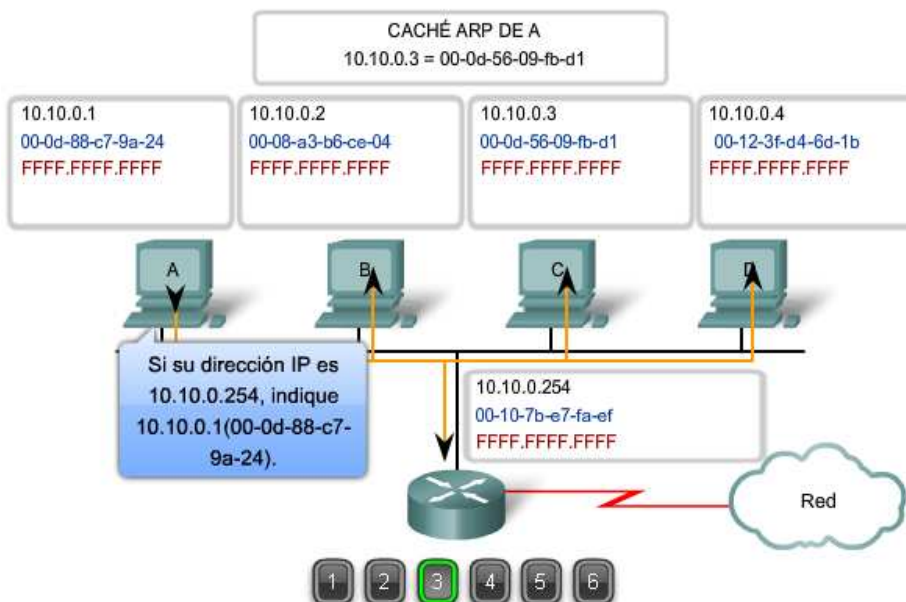 CACHÉ ARP DE A
10.10.0.3 = 00-0d-56-09-fb-d1
10.10.0.1
00-0d-88-c7-9a-24
FFFF.FFFF.FFFF
10.10.0.2
00-08-a3-b6-ce-04
FFFF.FFFF.FFFF
10.10.0.3
00-0d-56-09-fb-d1
FFFF.FFFF.FFFF
10.10.0.4
00-12-3f-d4-6d-1b
FFFF.FFFF.FFFF
A
B
C
D
Si su dirección IP es
10.10.0.254, indique
10.10.0.1(00-0d-88-c7-
9a-24).
10.10.0.254
00-10-7b-e7-fa-ef
FFFF.FFFF.FFFF
Red
1 2 3 4 5 6